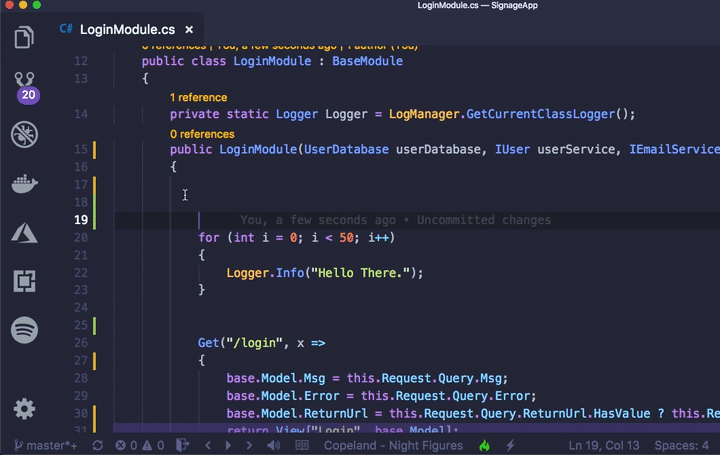 LoginModule.cs — SignageApp
C# LoginModule.cs ×
0 references | You, a few seconds ago | 1 author (You)
12 public class LoginModule : BaseModule
13 {
1 reference
14 private static Logger Logger = LogManager.GetCurrentClassLogger();
0 references
15 public LoginModule(UserDatabase userDatabase, IUser userService, IEmailService
16 {
17
18
19 You, a few seconds ago • Uncommitted changes
20 for (int i = 0; i < 50; i++)
21 {
22 Logger.Info("Hello There.");
23 }
24
25
26 Get("/login", x =>
27 {
28 base.Model.Msg = this.Request.Query.Msg;
29 base.Model.Error = this.Request.Query.Error;
30 base.Model.ReturnUrl = this.Request.Query.ReturnUrl.HasValue ? this.Re
31 return View["Login", base.Model];
20
master*+ 0 0 Copeland - Night Figures Ln 19, Col 13 Spaces: 4